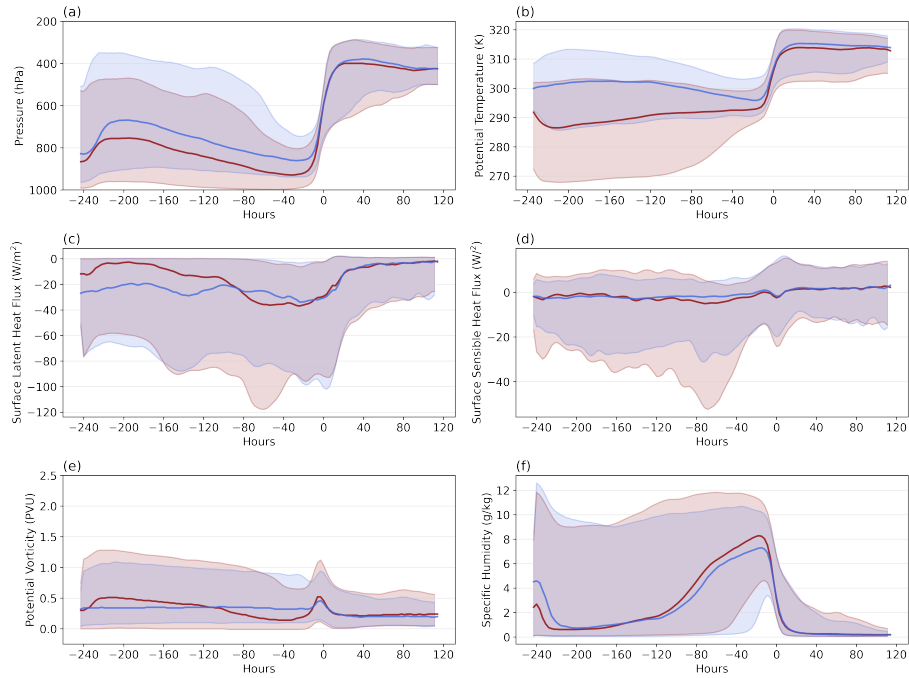 (a)
200
400
600
800
1000
Pressure (hPa)
−240 −200 −160 −120 −80 −40 0 40 80 120
Hours
(b)
320
310
300
290
280
270
Potential Temperature (K)
−240 −200 −160 −120 −80 −40 0 40 80 120
Hours
(c)
0
−20
−40
−60
−80
−100
−120
Surface Latent Heat Flux (W/m²)
−240 −200 −160 −120 −80 −40 0 40 80 120
Hours
(d)
0
−20
−40
Surface Sensible Heat Flux (W/²)
−240 −200 −160 −120 −80 −40 0 40 80 120
Hours
(e)
2.5
2.0
1.5
1.0
0.5
0.0
Potential Vorticity (PVU)
−240 −200 −160 −120 −80 −40 0 40 80 120
Hours
(f)
12
10
8
6
4
2
0
Specific Humidity (g/kg)
−240 −200 −160 −120 −80 −40 0 40 80 120
Hours